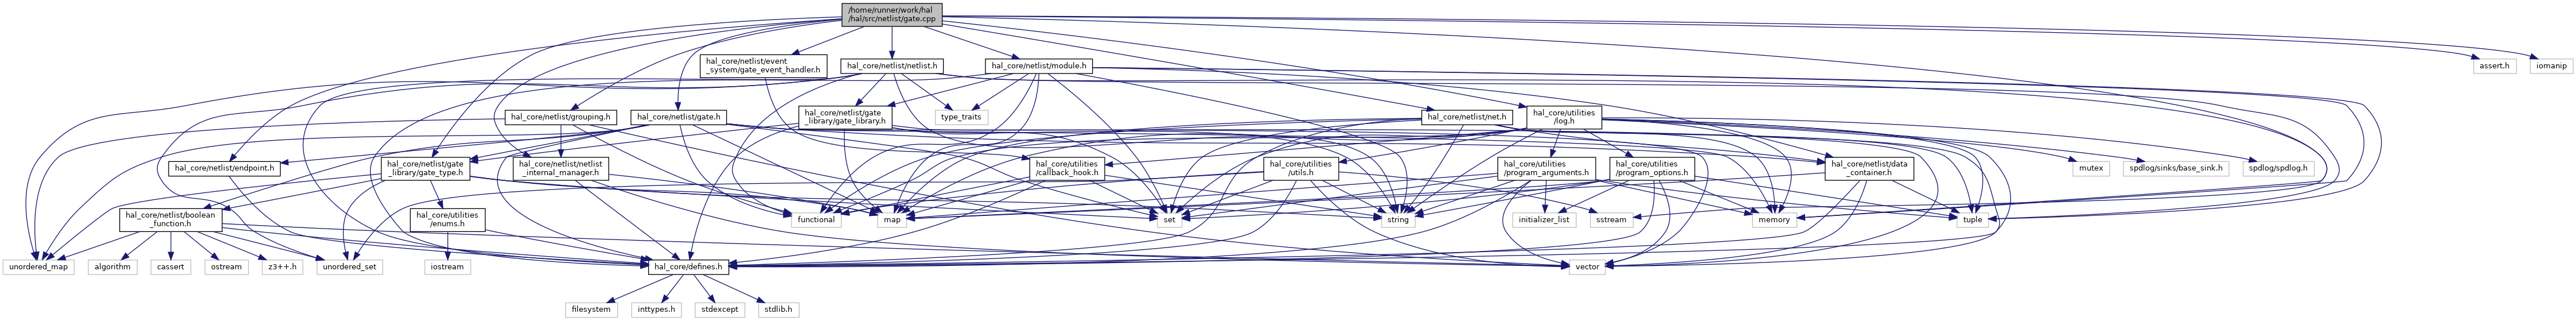 /home/runner/work/hal
/hal/src/netlist/gate.cpp
hal_core/netlist/event
_system/gate_event_handler.h
hal_core/netlist/netlist.h
hal_core/netlist/module.h
assert.h
iomanip
hal_core/netlist/grouping.h
hal_core/netlist/gate.h
hal_core/netlist/gate
_library/gate_library.h
type_traits
hal_core/netlist/net.h
hal_core/utilities
/log.h
hal_core/netlist/endpoint.h
hal_core/netlist/gate
_library/gate_type.h
hal_core/netlist/netlist
_internal_manager.h
hal_core/utilities
/callback_hook.h
hal_core/utilities
/utils.h
hal_core/utilities
/program_arguments.h
hal_core/utilities
/program_options.h
hal_core/netlist/data
_container.h
mutex
spdlog/sinks/base_sink.h
spdlog/spdlog.h
hal_core/netlist/boolean
_function.h
hal_core/utilities
/enums.h
functional
map
set
string
initializer_list
sstream
memory
tuple
unordered_map
algorithm
cassert
ostream
z3++.h
unordered_set
iostream
hal_core/defines.h
vector
filesystem
inttypes.h
stdexcept
stdlib.h